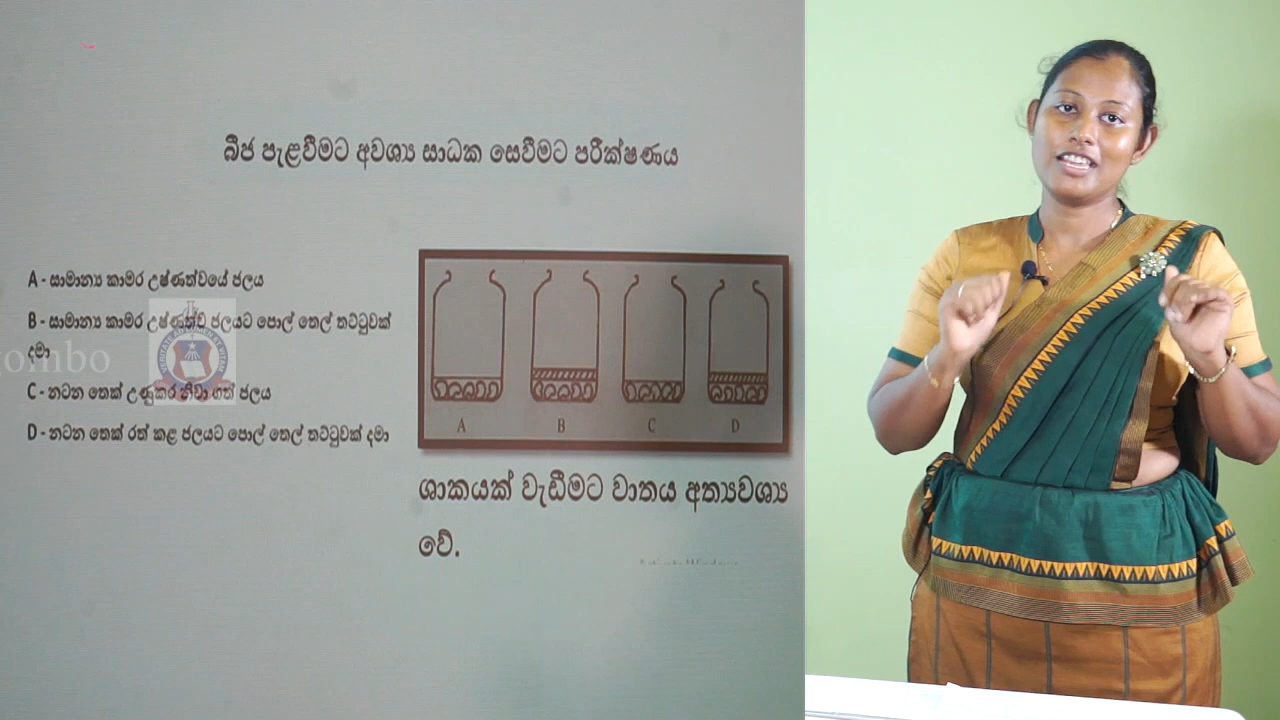 බීජ පැළවීමට අවශ්‍ය සාධක සෙවීමට පරීක්ෂණය
A - සාමාන්‍ය කාමර උෂ්ණත්වයේ ජලය
B - සාමාන්‍ය කාමර උෂ්ණත්ව ජලයට පොල් තෙල් තට්ටුවක්
දමා
C - නටන තෙක් උණුකර නිවා ගත් ජලය
D - නටන තෙක් රත් කළ ජලයට පොල් තෙල් තට්ටුවක් දමා
A B C D
ශාකයක් වැඩීමට වාතය අත්‍යවශ්‍ය
වේ.